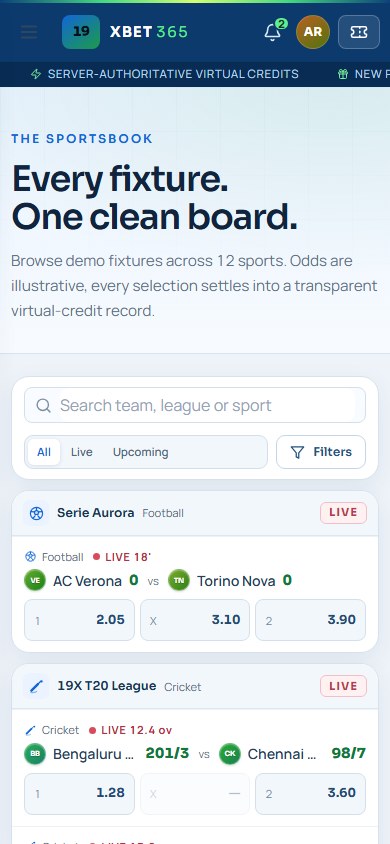 19 XBET 365 2 AR
SERVER-AUTHORITATIVE VIRTUAL CREDITS NEW
THE SPORTSBOOK
Every fixture.
One clean board.
Browse demo fixtures across 12 sports. Odds are
illustrative, every selection settles into a transparent
virtual-credit record.
Search team, league or sport
All Live Upcoming Filters
Serie Aurora Football LIVE
Football LIVE 18'
VE AC Verona 0 vs TN Torino Nova 0
1 2.05 X 3.10 2 3.90
19X T20 League Cricket LIVE
Cricket LIVE 12.4 ov
BB Bengaluru ... 201/3 vs CK Chennai ... 98/7
1 1.28 X — 2 3.60